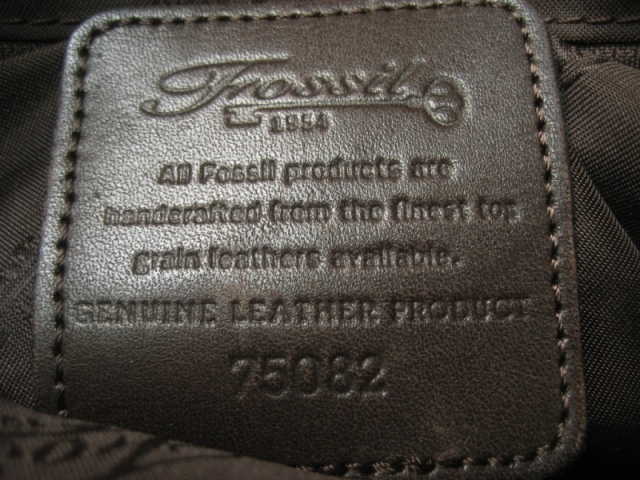 Fossil
1954
All Fossil products are
handcrafted from the finest top
grain leathers available.
GENUINE LEATHER PRODUCT
75082